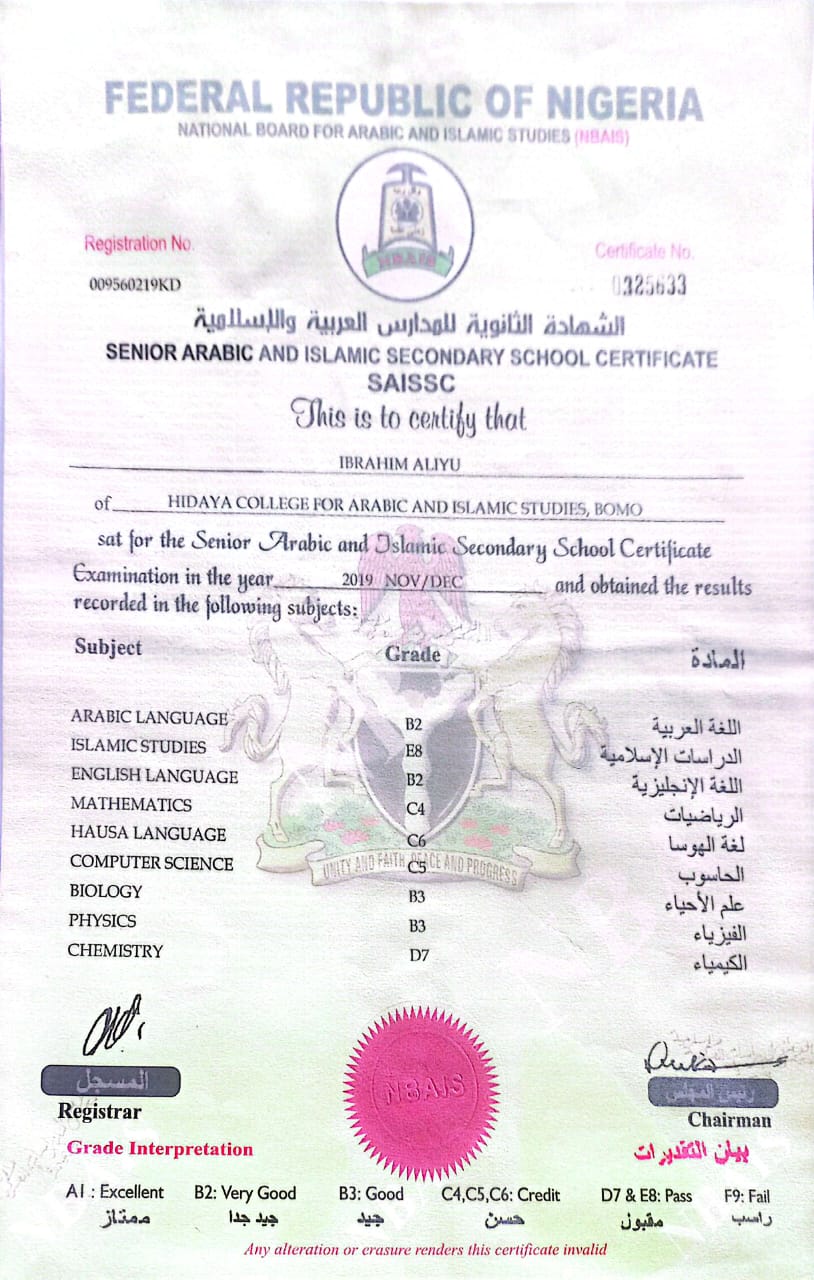 FEDERAL REPUBLIC OF NIGERIA
NATIONAL BOARD FOR ARABIC AND ISLAMIC STUDIES (NBAIS)
NBAIS
Registration No.
Certificate No.
009560219KD
0325633
الشهادة الثانوية للمدارس العربية والإسلامية
SENIOR ARABIC AND ISLAMIC SECONDARY SCHOOL CERTIFICATE
SAISSC
This is to certify that
IBRAHIM ALIYU
of HIDAYA COLLEGE FOR ARABIC AND ISLAMIC STUDIES, BOMO
sat for the Senior Arabic and Islamic Secondary School Certificate
Examination in the year 2019 NOV/DEC and obtained the results
recorded in the following subjects:
Subject Grade المادة
ARABIC LANGUAGE B2 اللغة العربية
ISLAMIC STUDIES E8 الدراسات الإسلامية
ENGLISH LANGUAGE B2 اللغة الإنجليزية
MATHEMATICS C4 الرياضيات
HAUSA LANGUAGE C6 لغة الهوسا
COMPUTER SCIENCE C5 الحاسوب
UNITY AND FAITH, PEACE AND PROGRESS
BIOLOGY B3 علم الأحياء
PHYSICS B3 الفيزياء
CHEMISTRY D7 الكيمياء
المسجل
Registrar
NBAIS
رئيس المجلس
Chairman
Grade Interpretation بيان التقديرات
A1 : Excellent B2: Very Good B3: Good C4,C5,C6: Credit D7 & E8: Pass F9: Fail
ممتاز جيد جدا جيد حسن مقبول راسب
Any alteration or erasure renders this certificate invalid